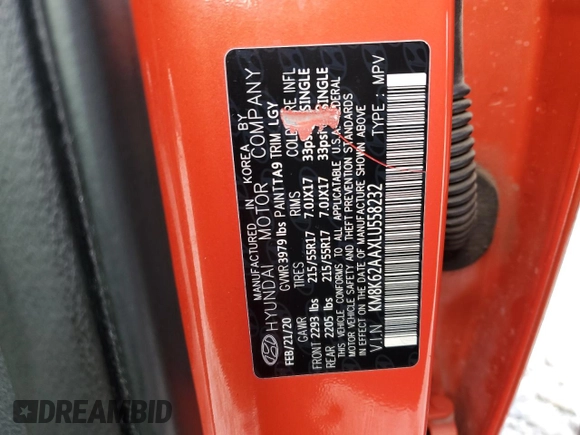 MANUFACTURED IN KOREA BY
HYUNDAI MOTOR COMPANY
FEB/21/20 GVWR 3979 lbs PAINT TA9 TRIM LGY
GAWR TIRES RIMS COLD INFL
FRONT 2293 lbs 215/55R17 7.0JX17 33psi SINGLE
REAR 2205 lbs 215/55R17 7.0JX17 33psi SINGLE
THIS VEHICLE CONFORMS TO ALL APPLICABLE U.S.A. FEDERAL
MOTOR VEHICLE SAFETY AND THEFT PREVENTION STANDARDS
IN EFFECT ON THE DATE OF MANUFACTURE SHOWN ABOVE
V.I.N KM8K62AAXLU558232 TYPE : MPV
DREAMBID